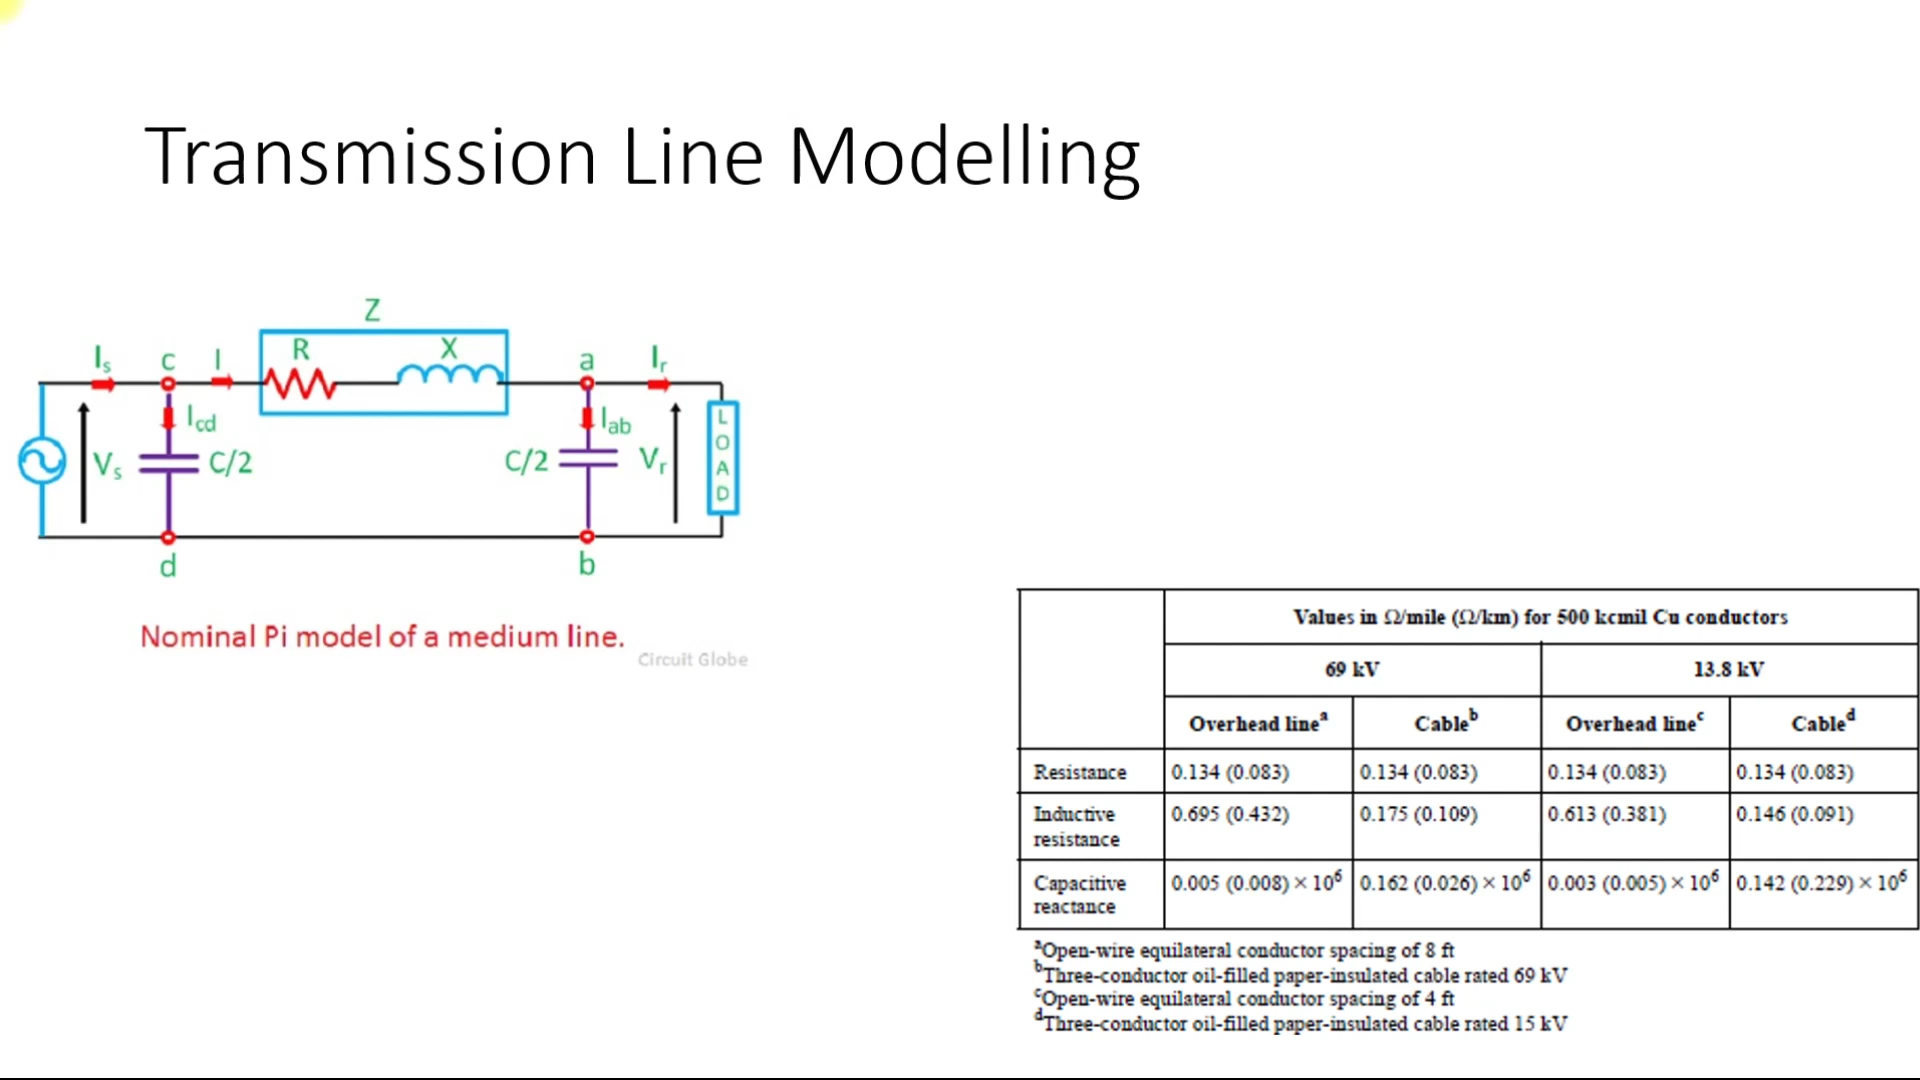 Transmission Line Modelling
Z
Is c I R X a Ir
Icd Iab
Vs C/2 C/2 Vr
LOAD
d b
Nominal Pi model of a medium line.
Circuit Globe
Values in Ω/mile (Ω/km) for 500 kcmil Cu conductors
69 kV 13.8 kV
Overhead lineᵃ Cableᵇ Overhead lineᶜ Cableᵈ
Resistance 0.134 (0.083) 0.134 (0.083) 0.134 (0.083) 0.134 (0.083)
Inductive resistance 0.695 (0.432) 0.175 (0.109) 0.613 (0.381) 0.146 (0.091)
Capacitive reactance 0.005 (0.008) × 10⁶ 0.162 (0.026) × 10⁶ 0.003 (0.005) × 10⁶ 0.142 (0.229) × 10⁶
ᵃOpen-wire equilateral conductor spacing of 8 ft
ᵇThree-conductor oil-filled paper-insulated cable rated 69 kV
ᶜOpen-wire equilateral conductor spacing of 4 ft
ᵈThree-conductor oil-filled paper-insulated cable rated 15 kV